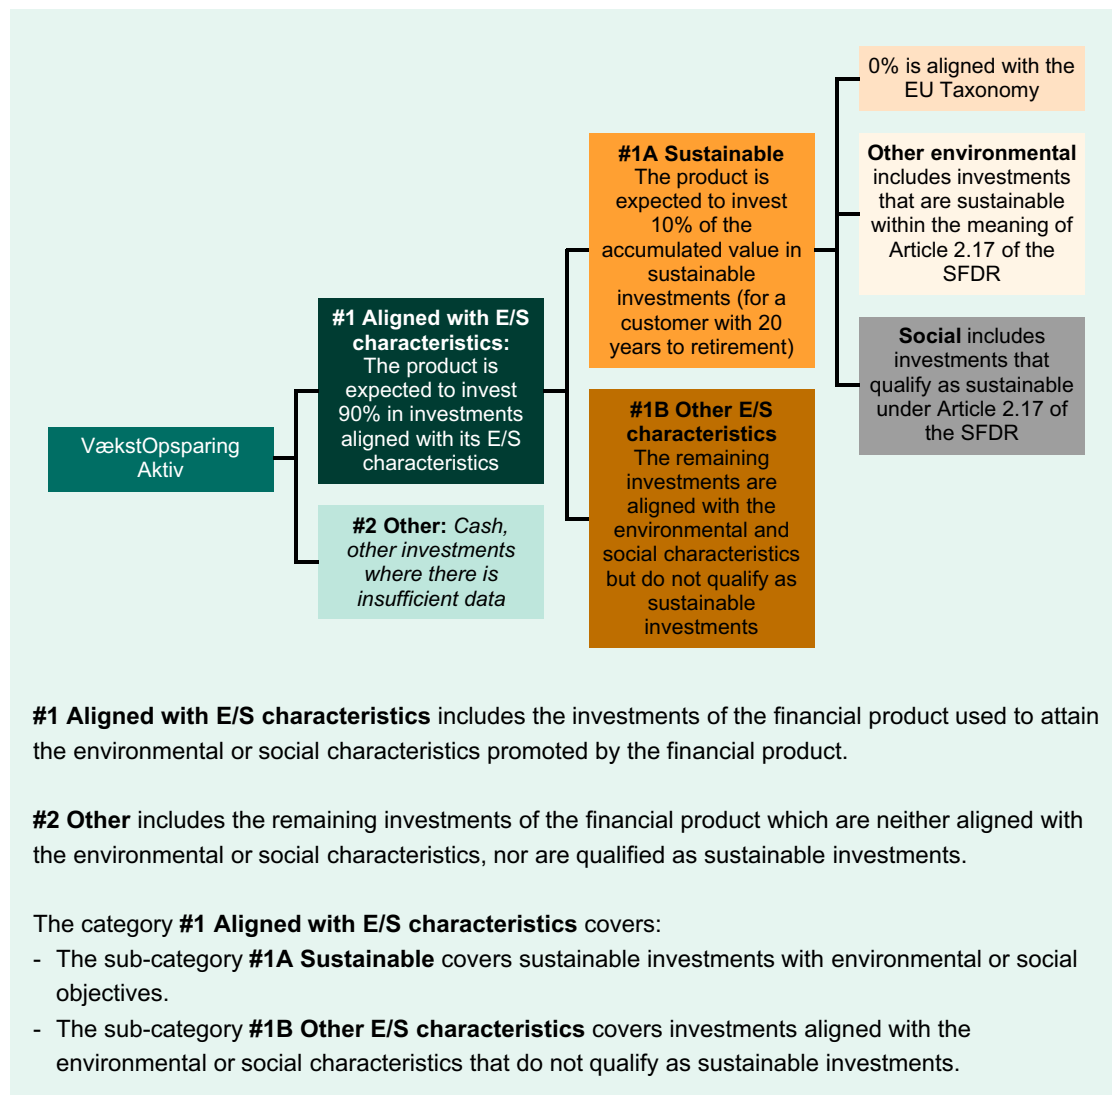 VækstOpsparing
Aktiv
#1 Aligned with E/S
characteristics:
The product is
expected to invest
90% in investments
aligned with its E/S
characteristics
#2 Other: Cash,
other investments
where there is
insufficient data
#1A Sustainable
The product is
expected to invest
10% of the
accumulated value in
sustainable
investments (for a
customer with 20
years to retirement)
#1B Other E/S
characteristics
The remaining
investments are
aligned with the
environmental and
social characteristics
but do not qualify as
sustainable
investments
0% is aligned with the
EU Taxonomy
Other environmental
includes investments
that are sustainable
within the meaning of
Article 2.17 of the
SFDR
Social includes
investments that
qualify as sustainable
under Article 2.17 of
the SFDR
#1 Aligned with E/S characteristics includes the investments of the financial product used to attain
the environmental or social characteristics promoted by the financial product.
#2 Other includes the remaining investments of the financial product which are neither aligned with
the environmental or social characteristics, nor are qualified as sustainable investments.
The category #1 Aligned with E/S characteristics covers:
- The sub-category #1A Sustainable covers sustainable investments with environmental or social
objectives.
- The sub-category #1B Other E/S characteristics covers investments aligned with the
environmental or social characteristics that do not qualify as sustainable investments.